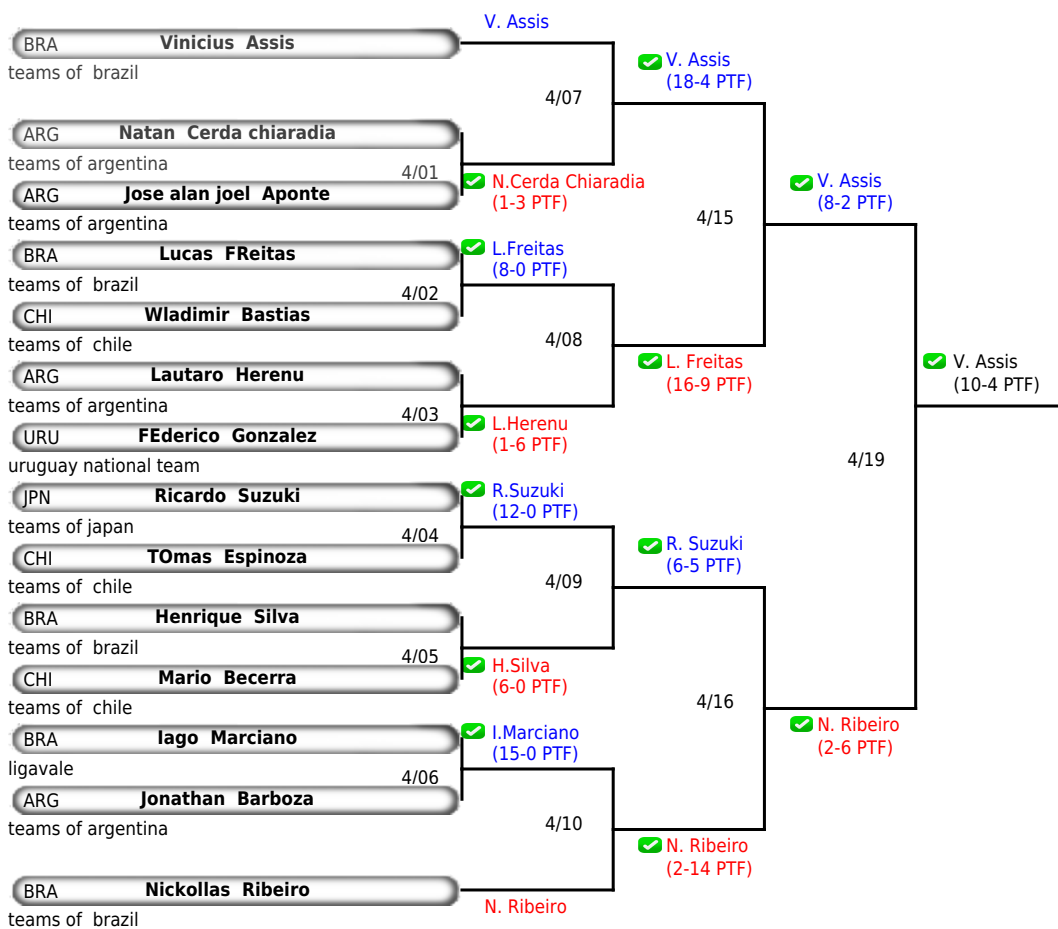 V. Assis
BRA Vinicius Assis
teams of brazil
V. Assis
(18-4 PTF)
4/07
ARG Natan Cerda chiaradia
teams of argentina
4/01
N.Cerda Chiaradia
(1-3 PTF)
ARG Jose alan joel Aponte
teams of argentina
V. Assis
(8-2 PTF)
4/15
BRA Lucas FReitas
teams of brazil
L.Freitas
(8-0 PTF)
4/02
CHI Wladimir Bastias
teams of chile
4/08
L. Freitas
(16-9 PTF)
V. Assis
(10-4 PTF)
ARG Lautaro Herenu
teams of argentina
4/03
L.Herenu
(1-6 PTF)
URU FEderico Gonzalez
uruguay national team
4/19
JPN Ricardo Suzuki
teams of japan
R.Suzuki
(12-0 PTF)
4/04
CHI TOmas Espinoza
teams of chile
R. Suzuki
(6-5 PTF)
4/09
BRA Henrique Silva
teams of brazil
4/05
H.Silva
(6-0 PTF)
CHI Mario Becerra
teams of chile
4/16
N. Ribeiro
(2-6 PTF)
BRA Iago Marciano
ligavale
I.Marciano
(15-0 PTF)
4/06
ARG Jonathan Barboza
teams of argentina
4/10
N. Ribeiro
(2-14 PTF)
BRA Nickollas Ribeiro
teams of brazil
N. Ribeiro